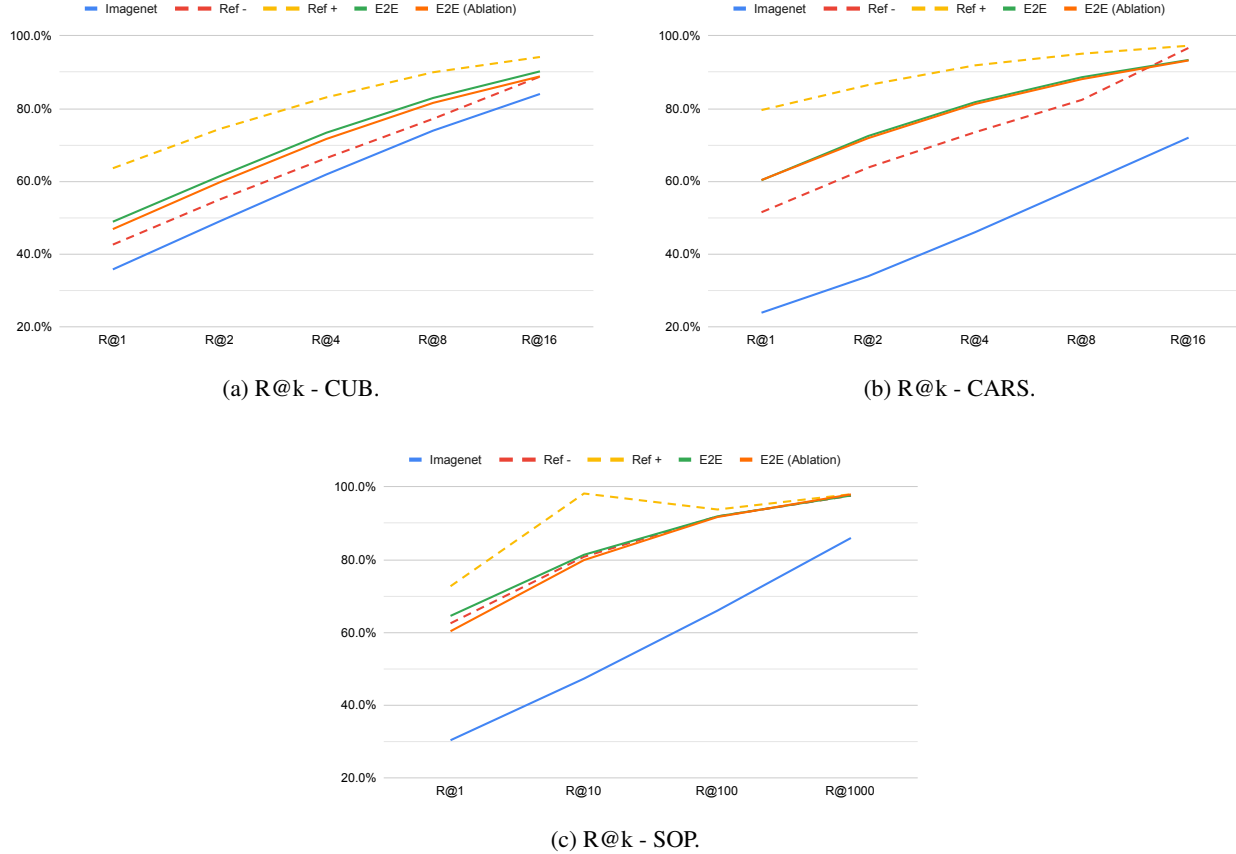 Imagenet Ref - Ref + E2E E2E (Ablation)
100.0%
80.0%
60.0%
40.0%
20.0%
R@1 R@2 R@4 R@8 R@16
(a) R@k - CUB.
Imagenet Ref - Ref + E2E E2E (Ablation)
100.0%
80.0%
60.0%
40.0%
20.0%
R@1 R@2 R@4 R@8 R@16
(b) R@k - CARS.
Imagenet Ref - Ref + E2E E2E (Ablation)
100.0%
80.0%
60.0%
40.0%
20.0%
R@1 R@10 R@100 R@1000
(c) R@k - SOP.